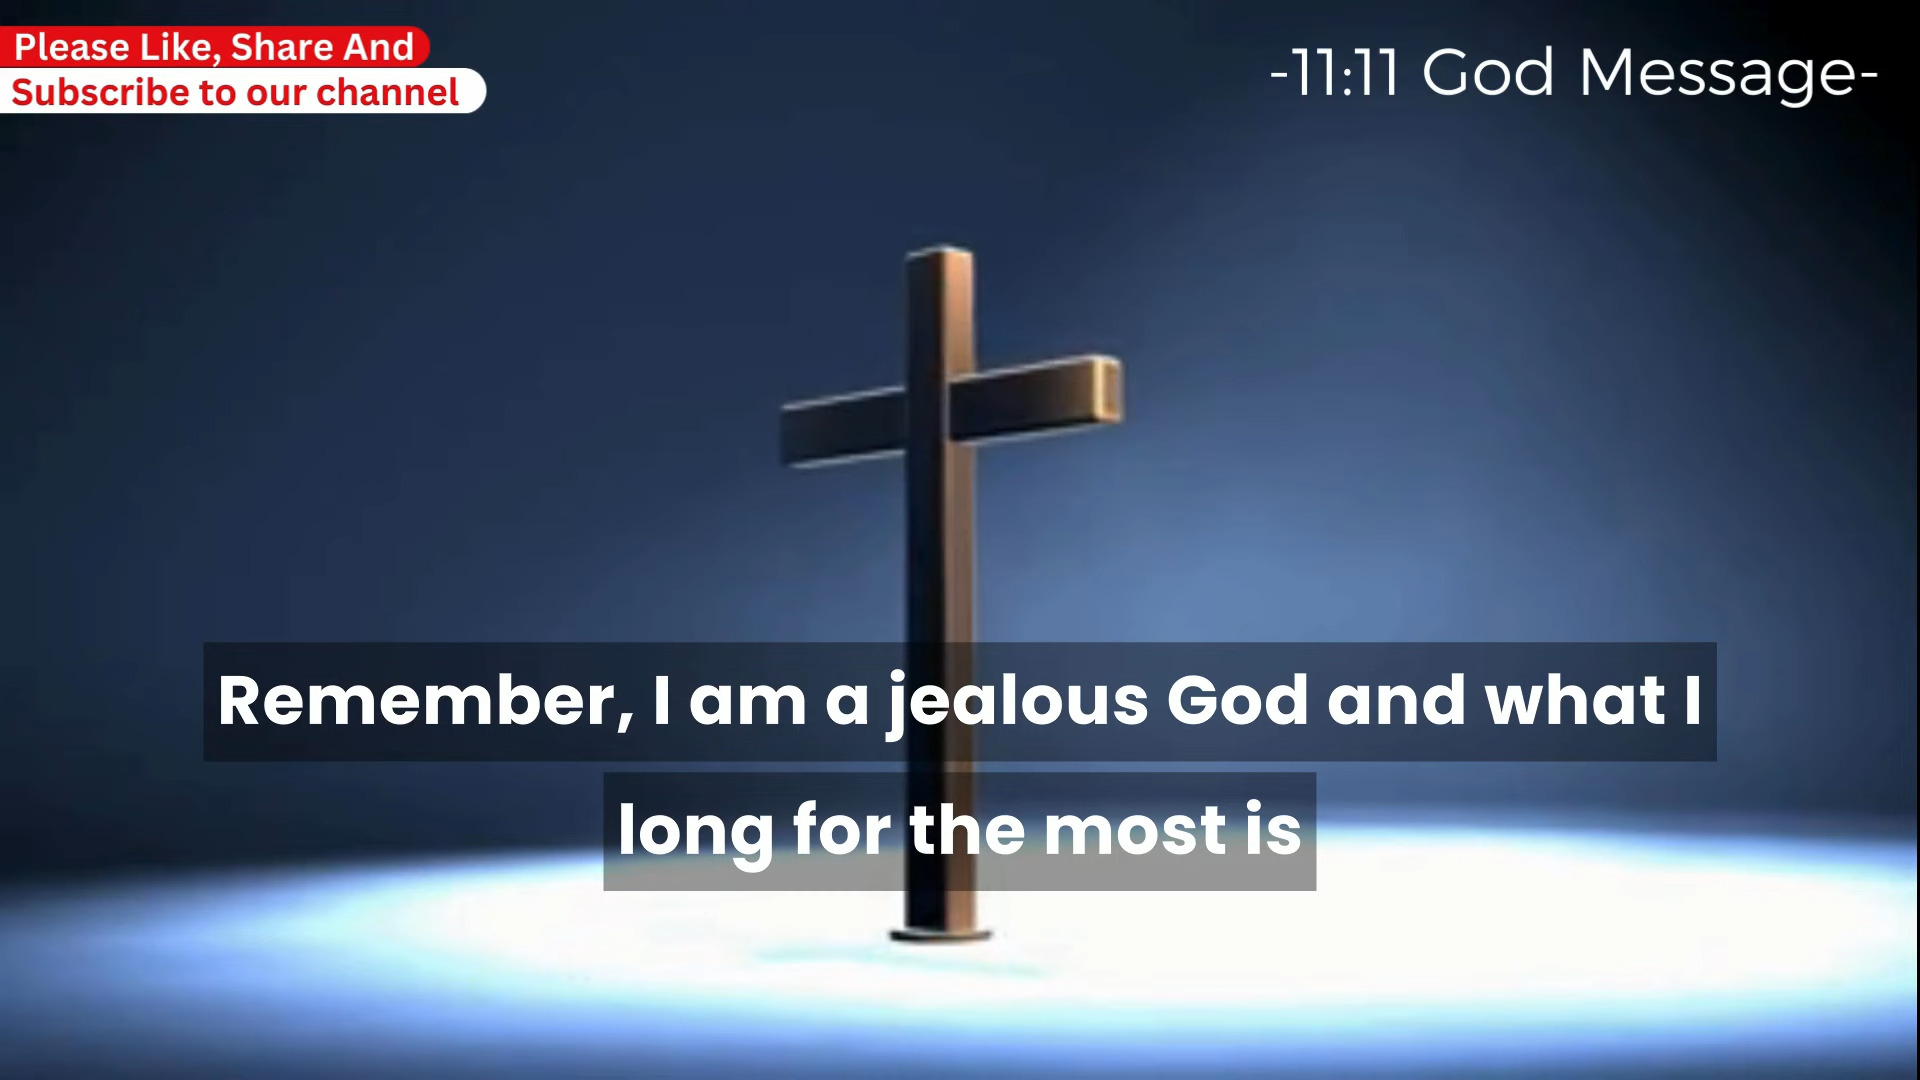 Please Like, Share And
Subscribe to our channel
-11:11 God Message-
Remember, I am a jealous God and what I
long for the most is